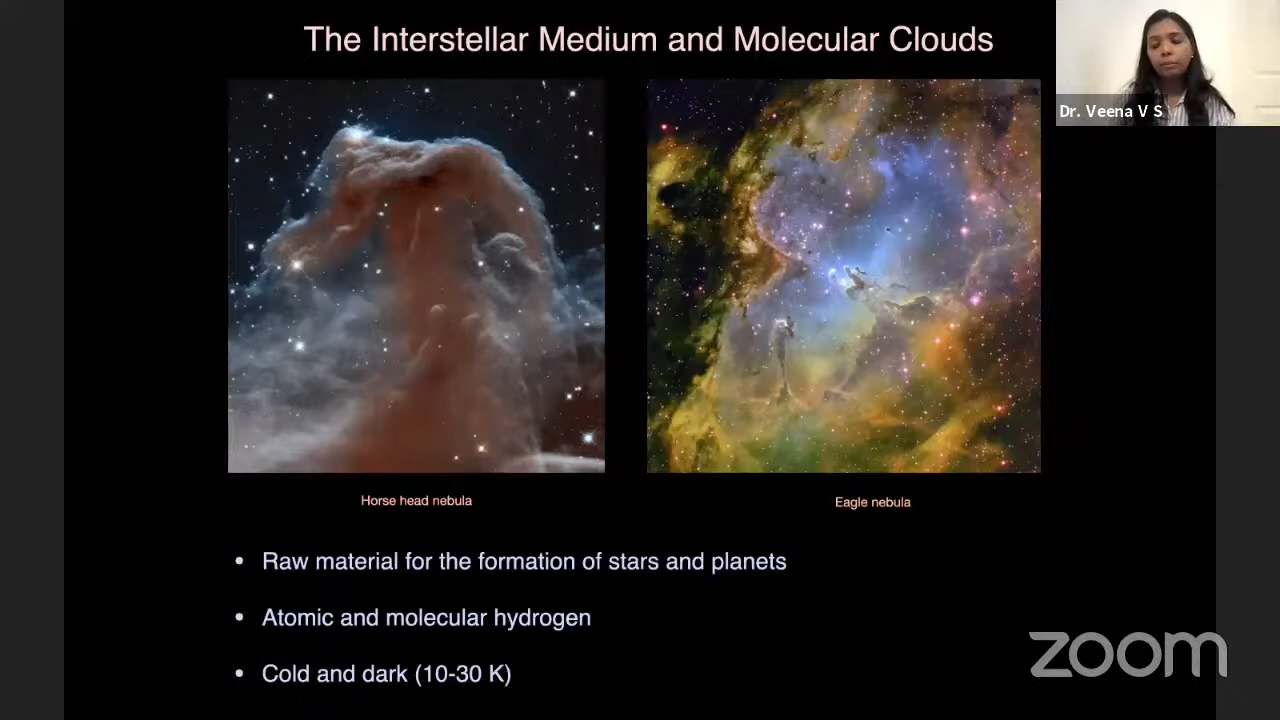 The Interstellar Medium and Molecular Clouds
Dr. Veena V S
Horse head nebula
Eagle nebula
• Raw material for the formation of stars and planets
• Atomic and molecular hydrogen
• Cold and dark (10-30 K)
zoom